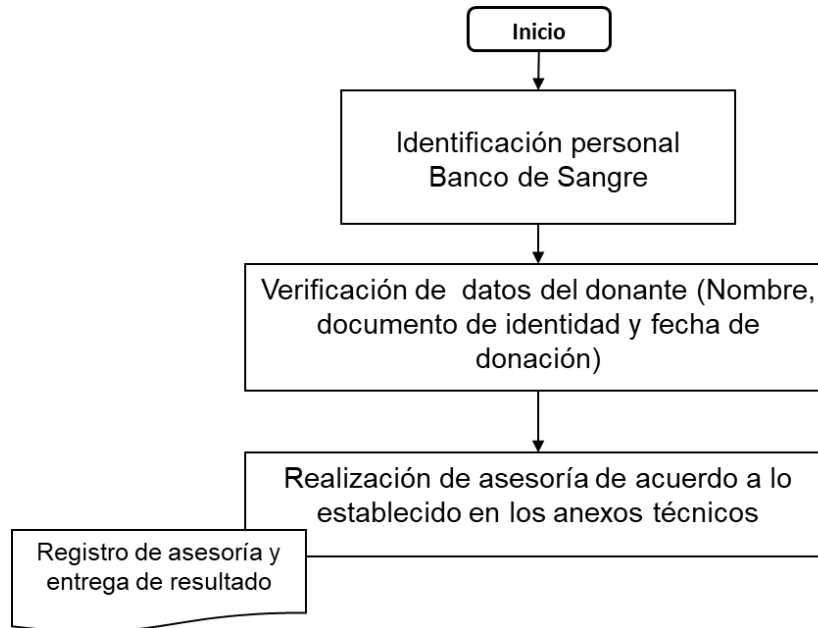 Inicio
Identificación personal
Banco de Sangre
Verificación de datos del donante (Nombre,
documento de identidad y fecha de
donación)
Realización de asesoría de acuerdo a lo
establecido en los anexos técnicos
Registro de asesoría y
entrega de resultado